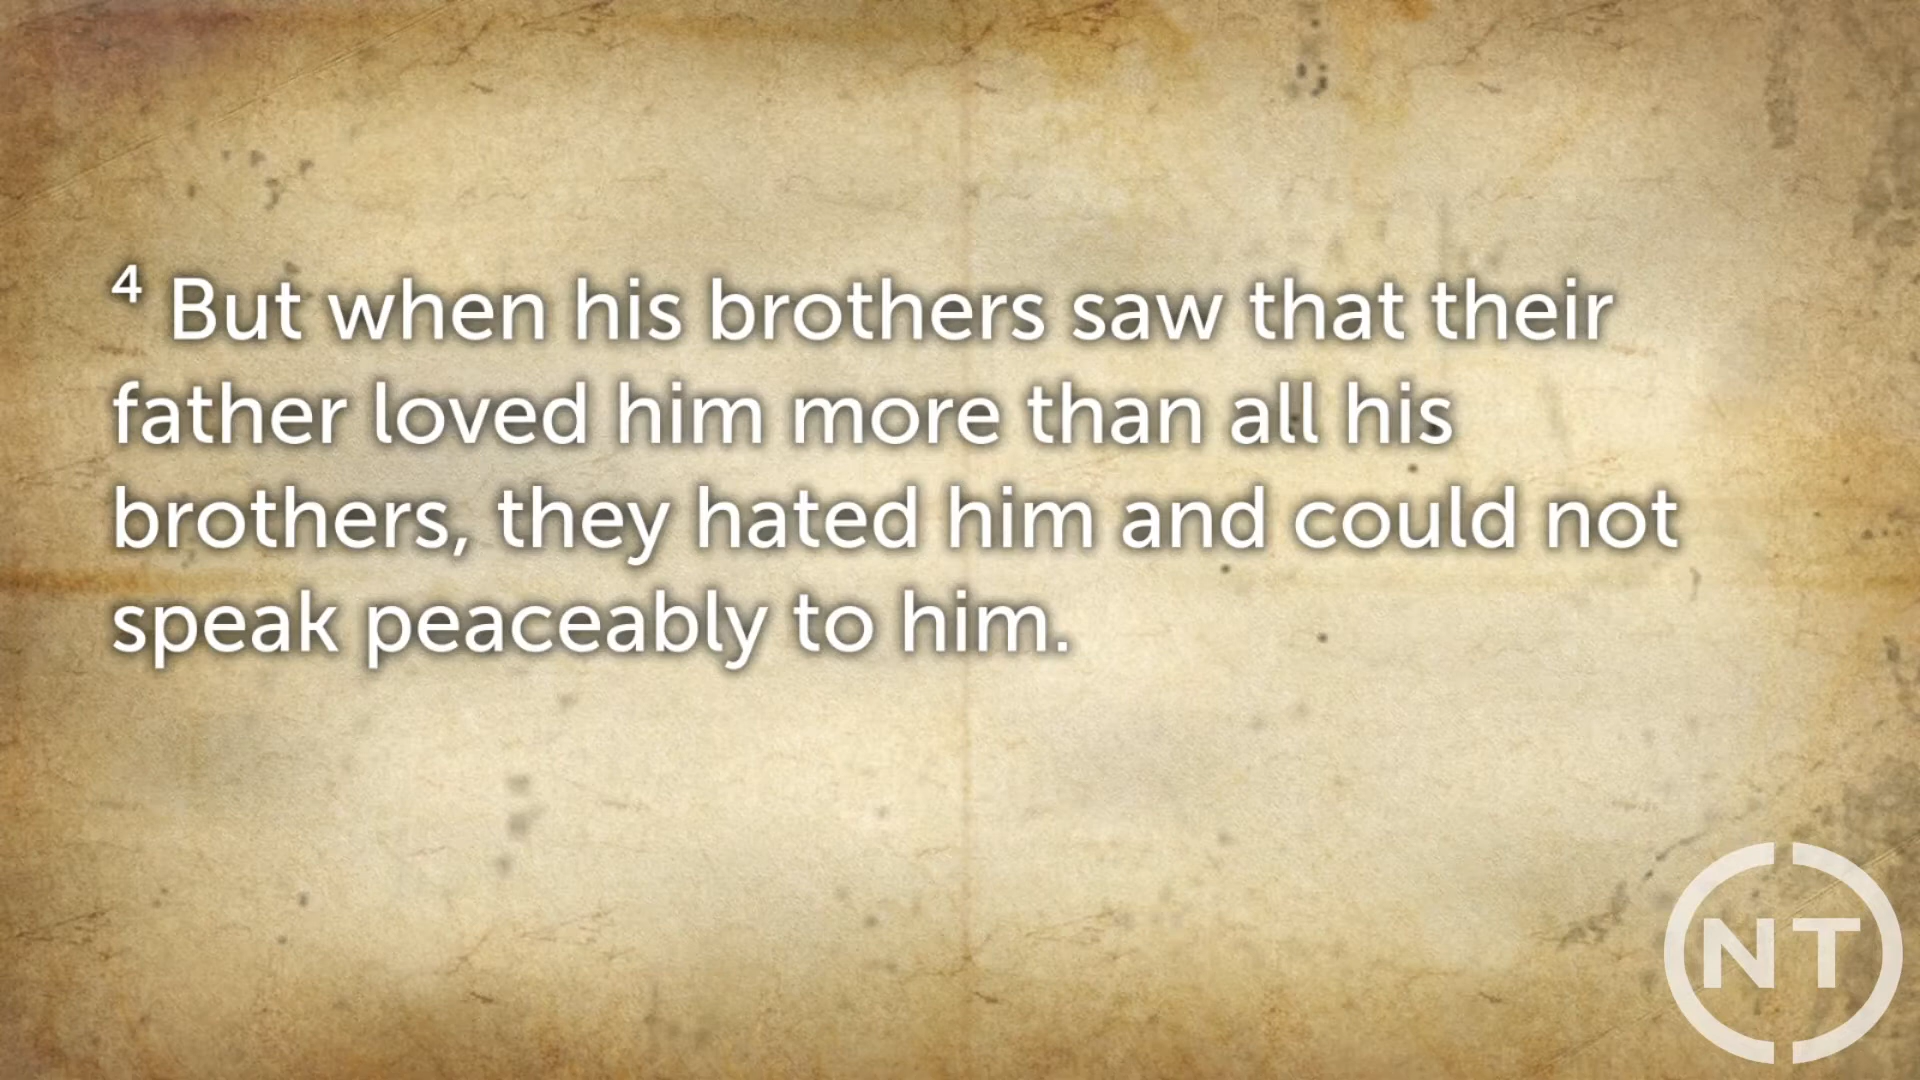 ⁴ But when his brothers saw that their
father loved him more than all his
brothers, they hated him and could not
speak peaceably to him.
NT